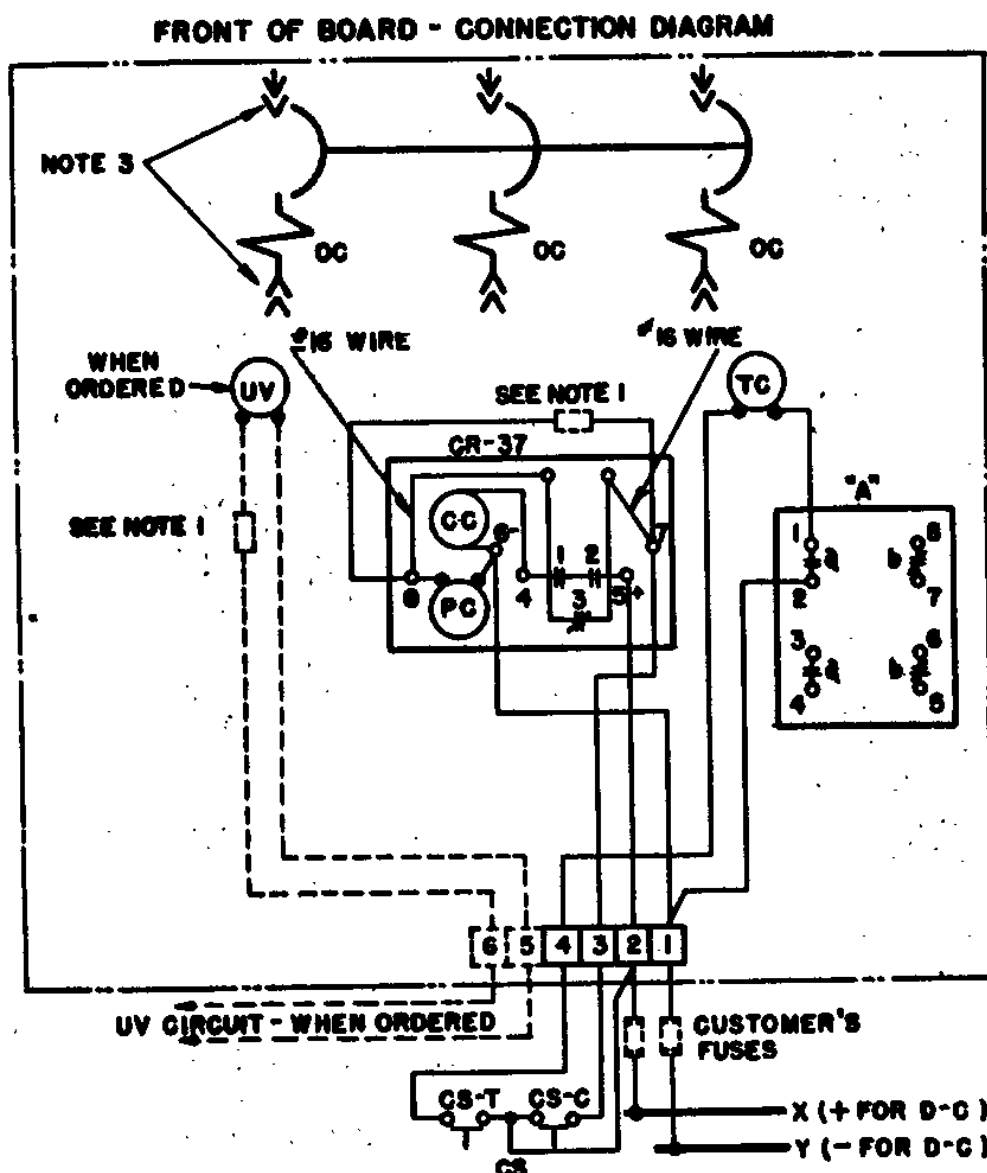 FRONT OF BOARD - CONNECTION DIAGRAM
NOTE 3
OC
OC
OC
#16 WIRE
#16 WIRE
WHEN
ORDERED
UV
SEE NOTE 1
TC
CR-37
"A"
CC
6-
7
1
a
8
b
SEE NOTE 1
1
2
2
7
8
PC
4
3
5+
3
a
6
b
4
5
6
5
4
3
2
1
UV CIRCUIT - WHEN ORDERED
CUSTOMER'S
FUSES
CS-T
CS-C
CS
X (+ FOR D-C)
Y (- FOR D-C)